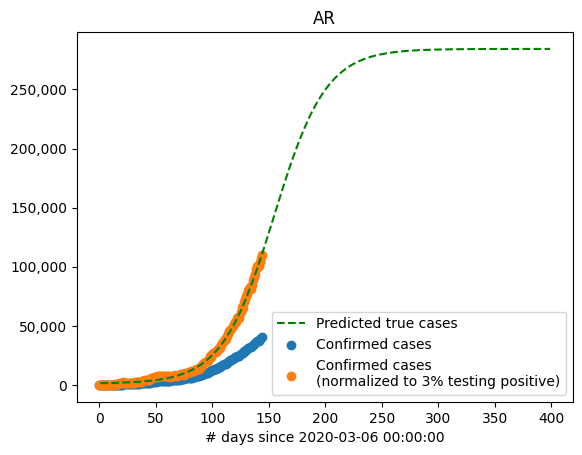 AR
250,000
200,000
150,000
100,000
50,000
0
Predicted true cases
Confirmed cases
Confirmed cases
(normalized to 3% testing positive)
0 50 100 150 200 250 300 350 400
# days since 2020-03-06 00:00:00